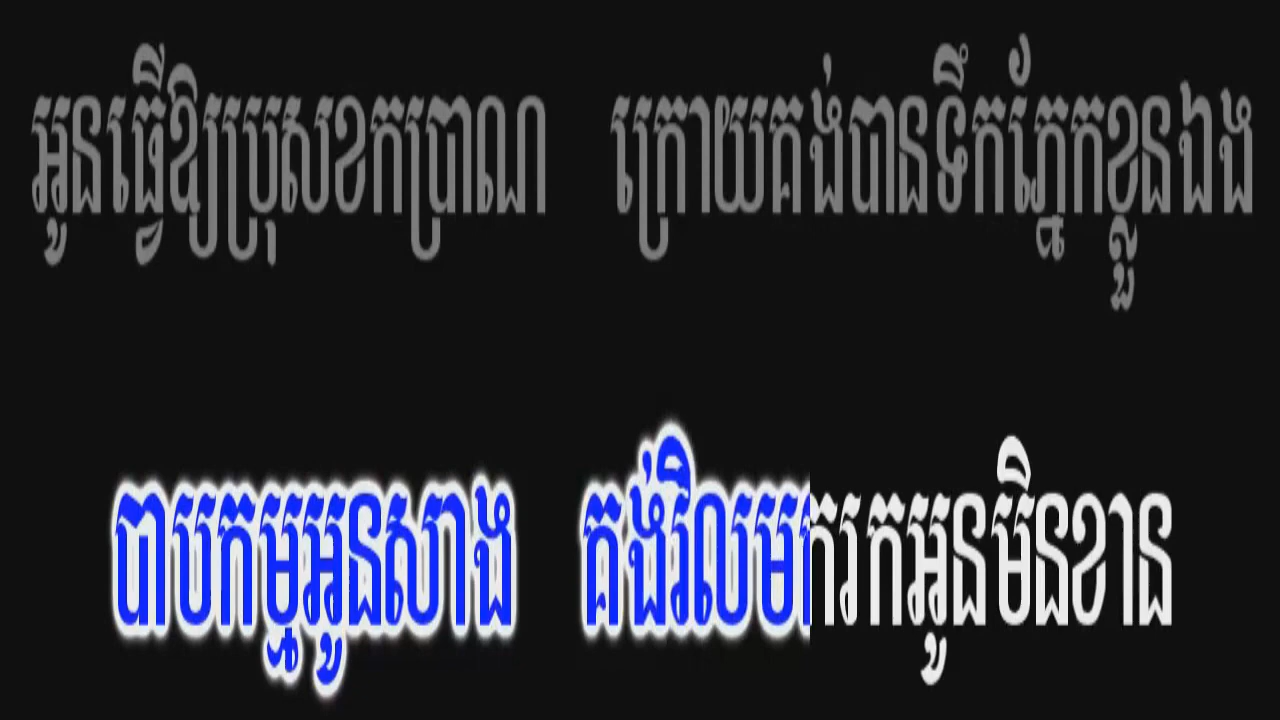 អូនធ្វើឱ្យប្រុសខកប្រាណ ក្រោយគង់បានទឹកភ្នែកខ្លួនឯង
បាបកម្មអូនសាង គង់វិលមករកអូនមិនខាន